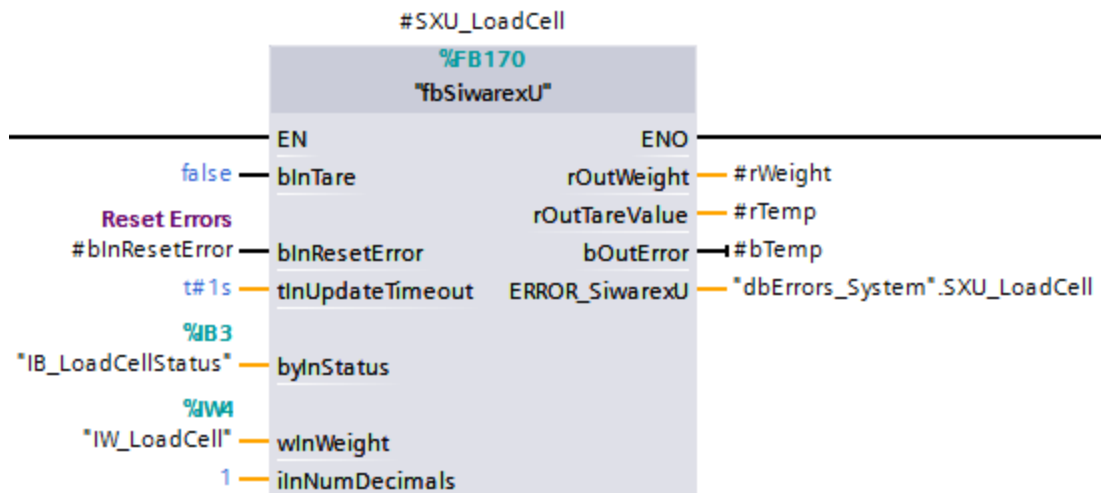 #SXU_LoadCell
%FB170
"fbSiwarexU"
EN ENO
false bInTare rOutWeight #rWeight
rOutTareValue #rTemp
Reset Errors
#bInResetError bInResetError bOutError #bTemp
t#1s tInUpdateTimeout ERROR_SiwarexU "dbErrors_System".SXU_LoadCell
%IB3
"IB_LoadCellStatus" byInStatus
%IW4
"IW_LoadCell" wInWeight
1 iInNumDecimals